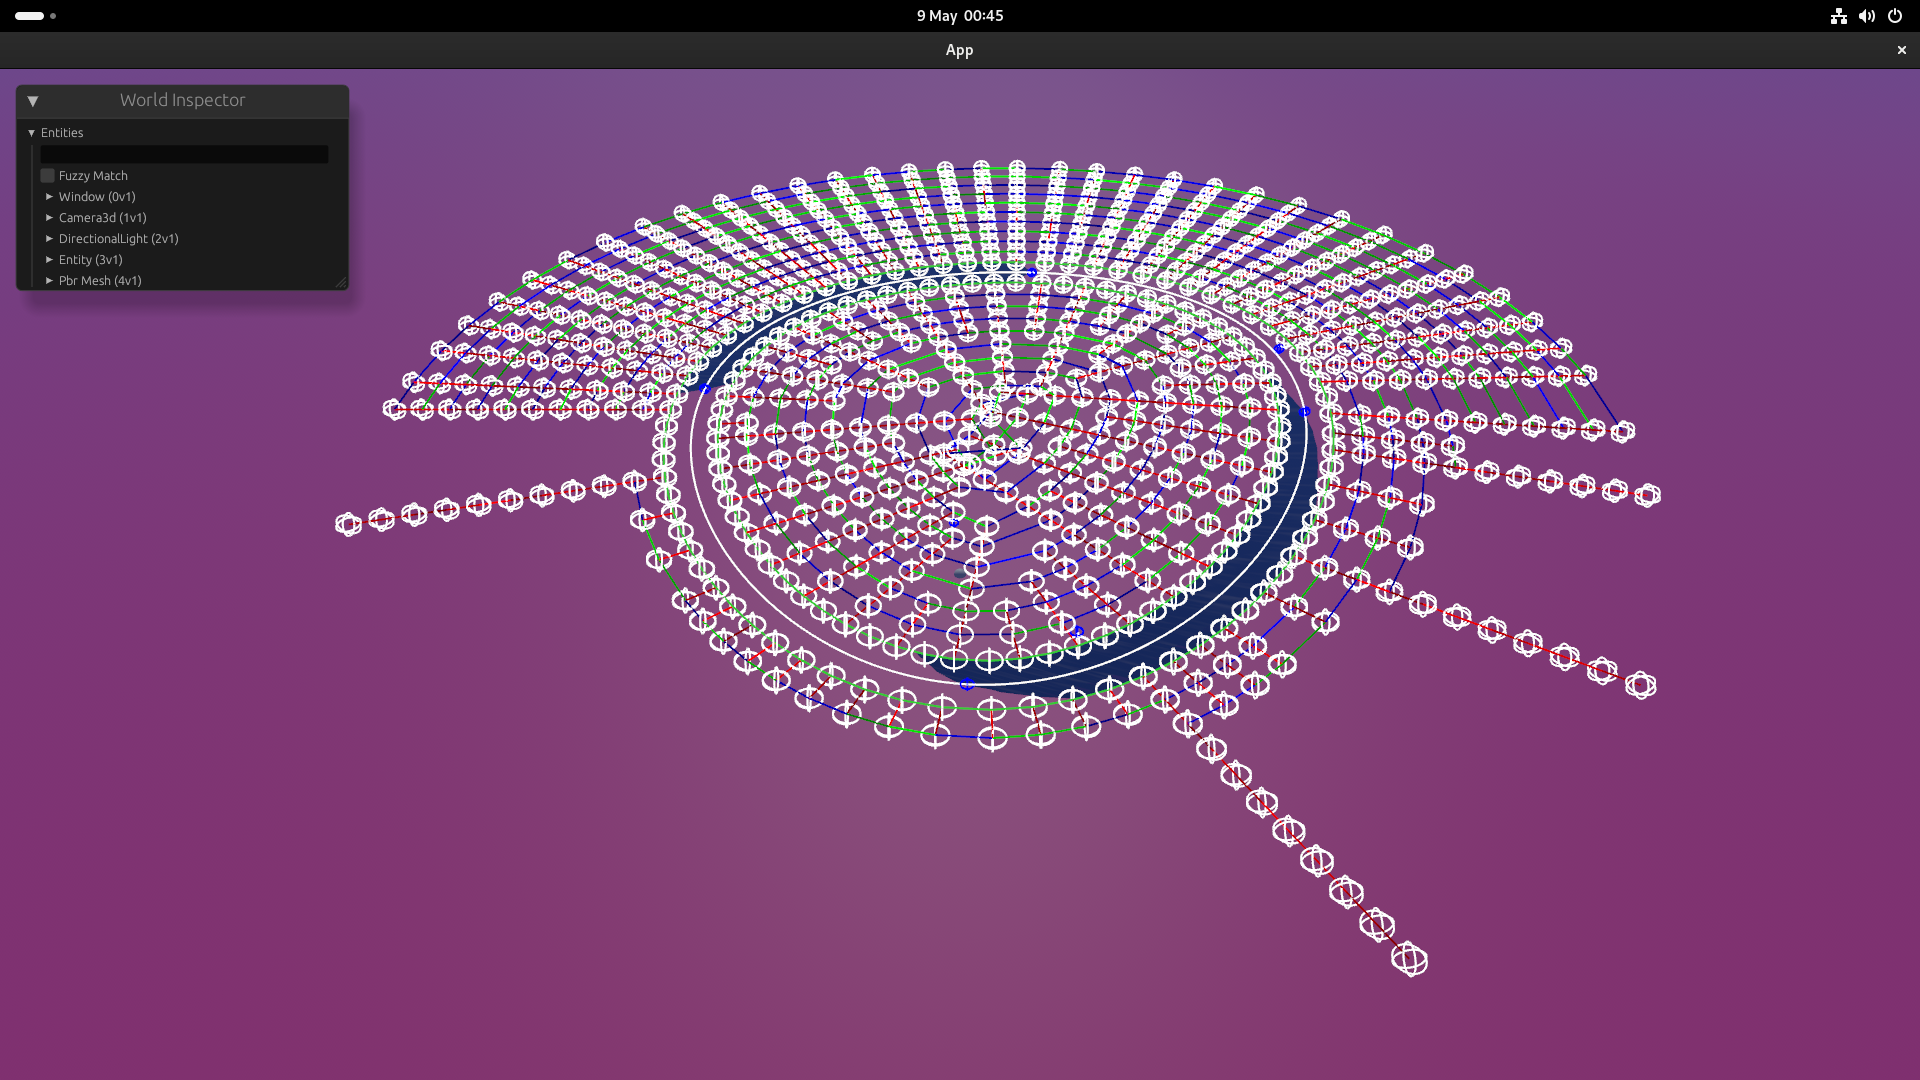 9 May 00:45
App
World Inspector
Entities
Fuzzy Match
Window (0v1)
Camera3d (1v1)
DirectionalLight (2v1)
Entity (3v1)
Pbr Mesh (4v1)